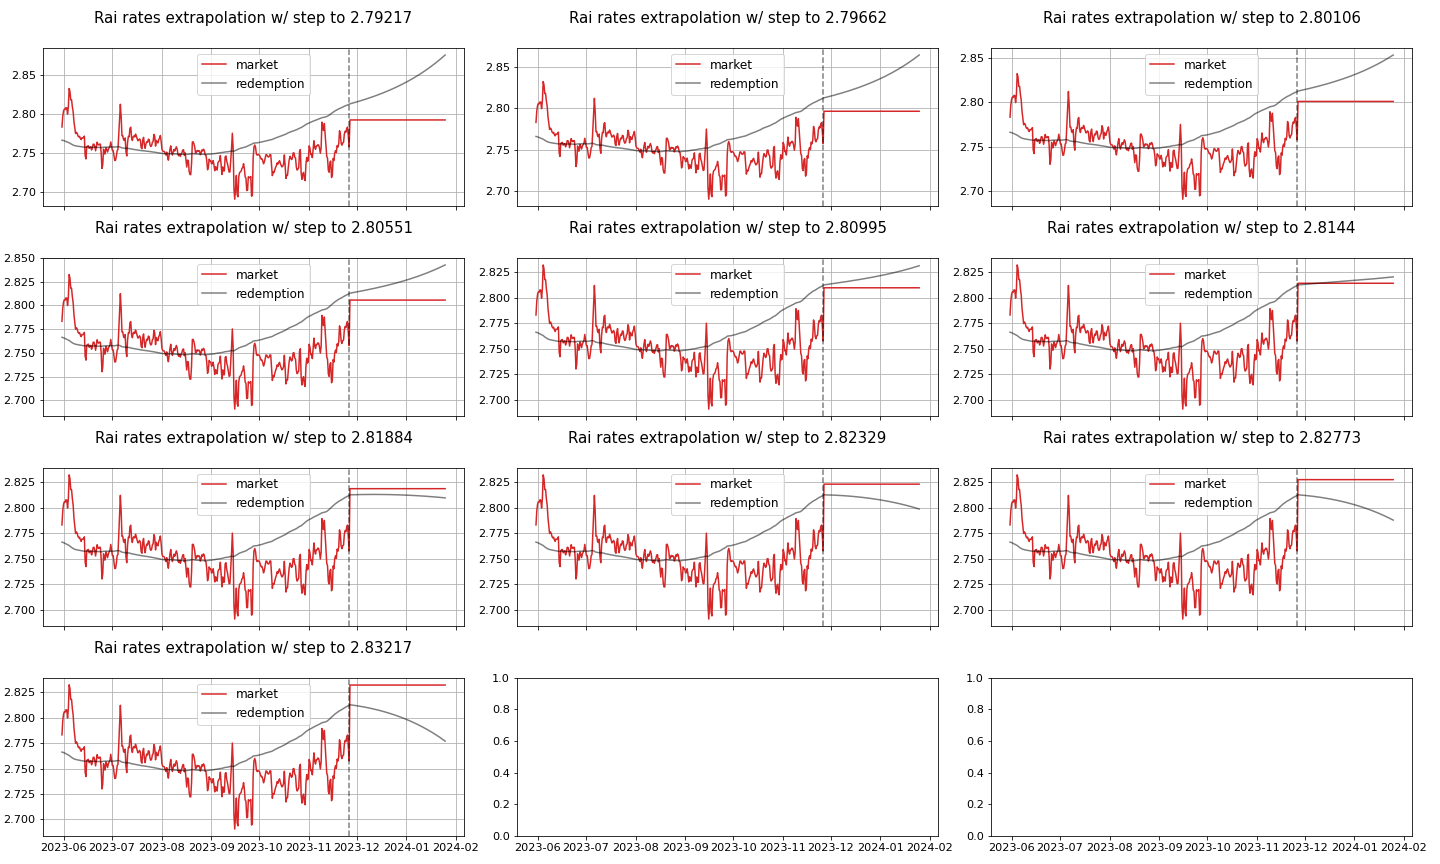 Rai rates extrapolation w/ step to 2.79217
Rai rates extrapolation w/ step to 2.79662
Rai rates extrapolation w/ step to 2.80106
market
redemption
2.85
2.80
2.75
2.70
market
redemption
2.85
2.80
2.75
2.70
market
redemption
2.85
2.80
2.75
2.70
Rai rates extrapolation w/ step to 2.80551
Rai rates extrapolation w/ step to 2.80995
Rai rates extrapolation w/ step to 2.8144
market
redemption
2.850
2.825
2.800
2.775
2.750
2.725
2.700
market
redemption
2.825
2.800
2.775
2.750
2.725
2.700
market
redemption
2.825
2.800
2.775
2.750
2.725
2.700
Rai rates extrapolation w/ step to 2.81884
Rai rates extrapolation w/ step to 2.82329
Rai rates extrapolation w/ step to 2.82773
market
redemption
2.825
2.800
2.775
2.750
2.725
2.700
market
redemption
2.825
2.800
2.775
2.750
2.725
2.700
market
redemption
2.825
2.800
2.775
2.750
2.725
2.700
Rai rates extrapolation w/ step to 2.83217
market
redemption
2.825
2.800
2.775
2.750
2.725
2.700
2023-06 2023-07 2023-08 2023-09 2023-10 2023-11 2023-12 2024-01 2024-02
1.0
0.8
0.6
0.4
0.2
0.0
2023-06 2023-07 2023-08 2023-09 2023-10 2023-11 2023-12 2024-01 2024-02
1.0
0.8
0.6
0.4
0.2
0.0
2023-06 2023-07 2023-08 2023-09 2023-10 2023-11 2023-12 2024-01 2024-02